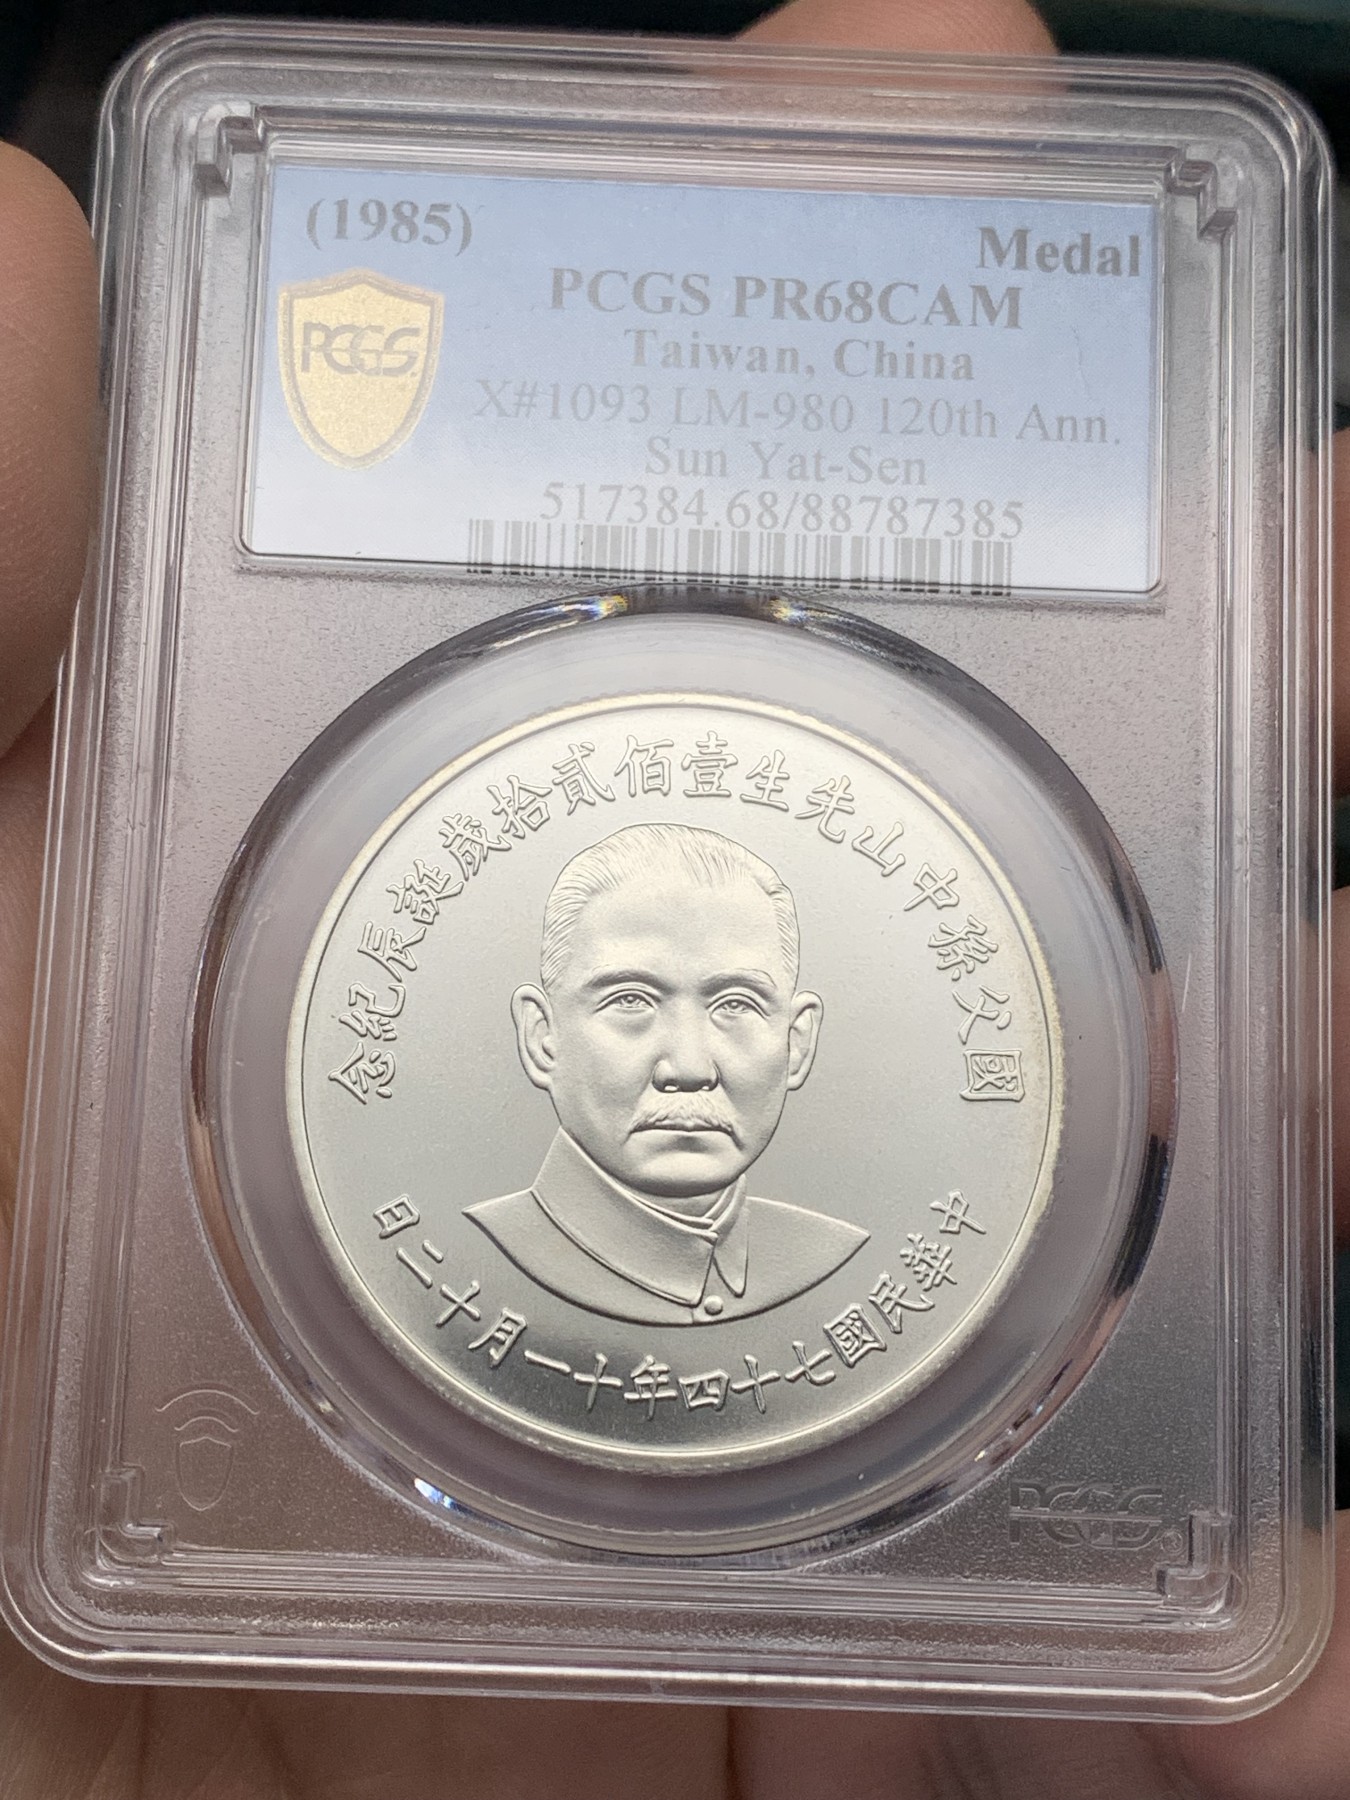 (1985)
Medal
PCGS
PCGS PR68CAM
Taiwan, China
X#1093 LM-980 120th Ann.
Sun Yat-Sen
517384.68/88787385
國父孫中山先生壹佰貳拾歲誕辰紀念
中華民國七十四年十一月十二日
PCGS